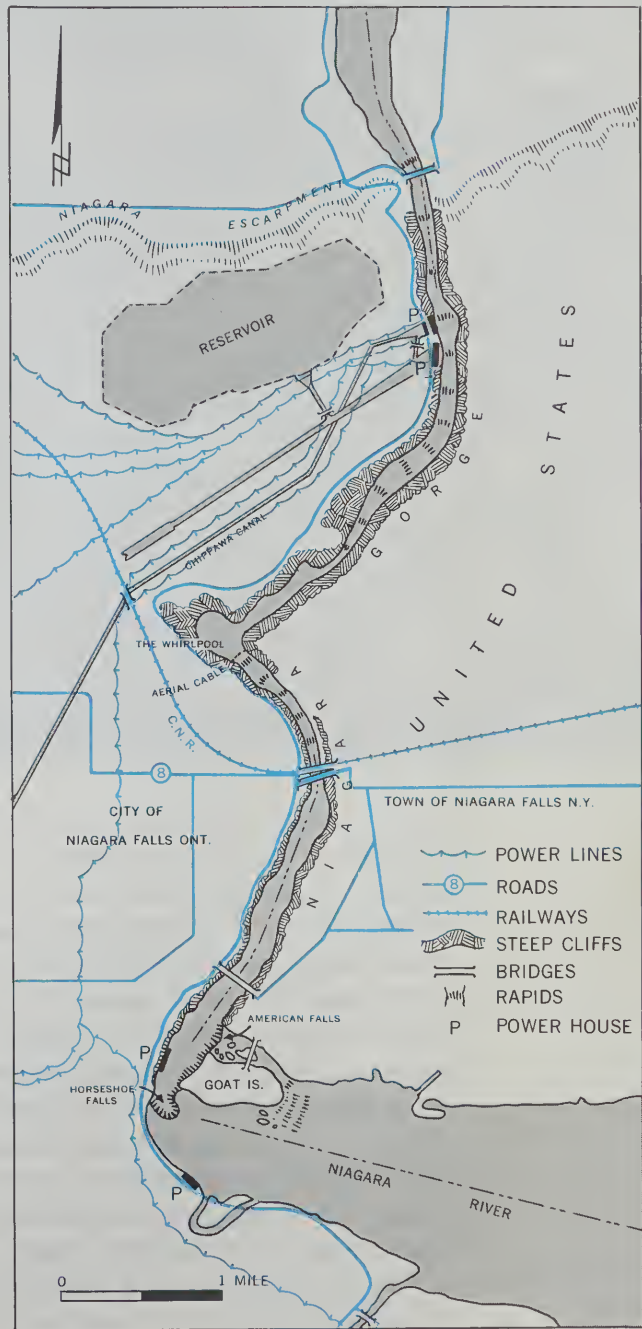 N
NIAGARA ESCARPMENT
RESERVOIR
P
P
CHIPPAWA CANAL
UNITED STATES
NIAGARA GORGE
THE WHIRLPOOL
AERIAL CABLE
C.N.R.
8
CITY OF
NIAGARA FALLS ONT.
TOWN OF NIAGARA FALLS N.Y.
POWER LINES
8 ROADS
RAILWAYS
STEEP CLIFFS
BRIDGES
RAPIDS
P POWER HOUSE
AMERICAN FALLS
P
GOAT IS.
HORSESHOE
FALLS
P
NIAGARA
RIVER
0 1 MILE